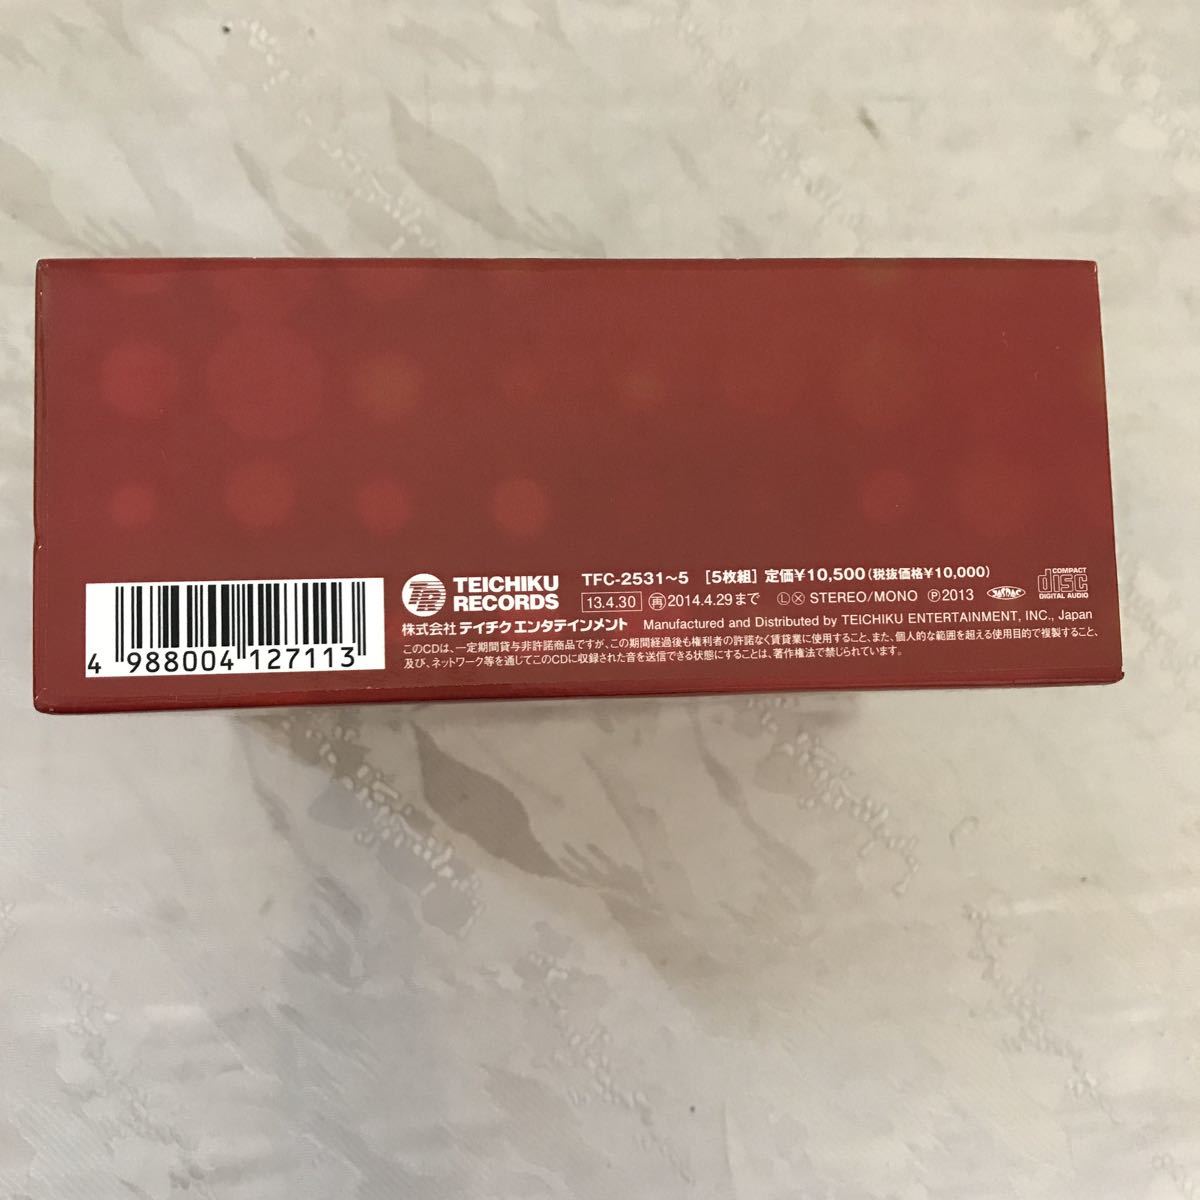 TEICHIKU RECORDS
株式会社テイチクエンタテインメント
TFC-2531~5 [5枚組] 定価¥10,500(税抜価格¥10,000)
13.4.30 再2014.4.29まで LX STEREO/MONO Ⓟ2013 JASRAC COMPACT disc DIGITAL AUDIO
Manufactured and Distributed by TEICHIKU ENTERTAINMENT, INC., Japan
このCDは、一定期間貸与非許諾商品ですが、この期間経過後も権利者の許諾なく賃貸業に使用すること、また、個人的な範囲を超える使用目的で複製すること、
及び、ネットワーク等を通じてこのCDに収録された音を送信できる状態にすることは、著作権法で禁じられています。
4 988004 127113